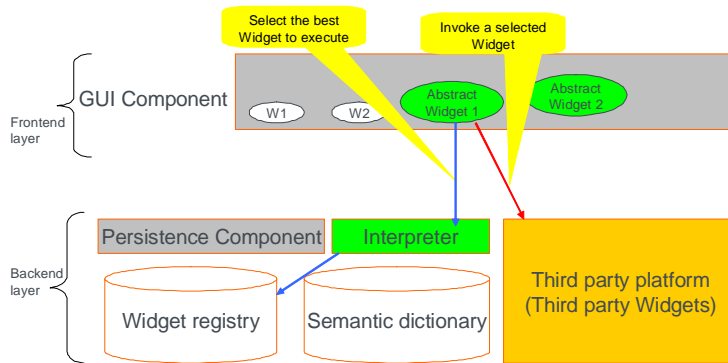 Select the best
Widget to execute
Invoke a selected
Widget
GUI Component
Frontend
layer
W1
W2
Abstract
Widget 1
Abstract
Widget 2
Persistence Component
Interpreter
Backend
layer
Widget registry
Semantic dictionary
Third party platform
(Third party Widgets)